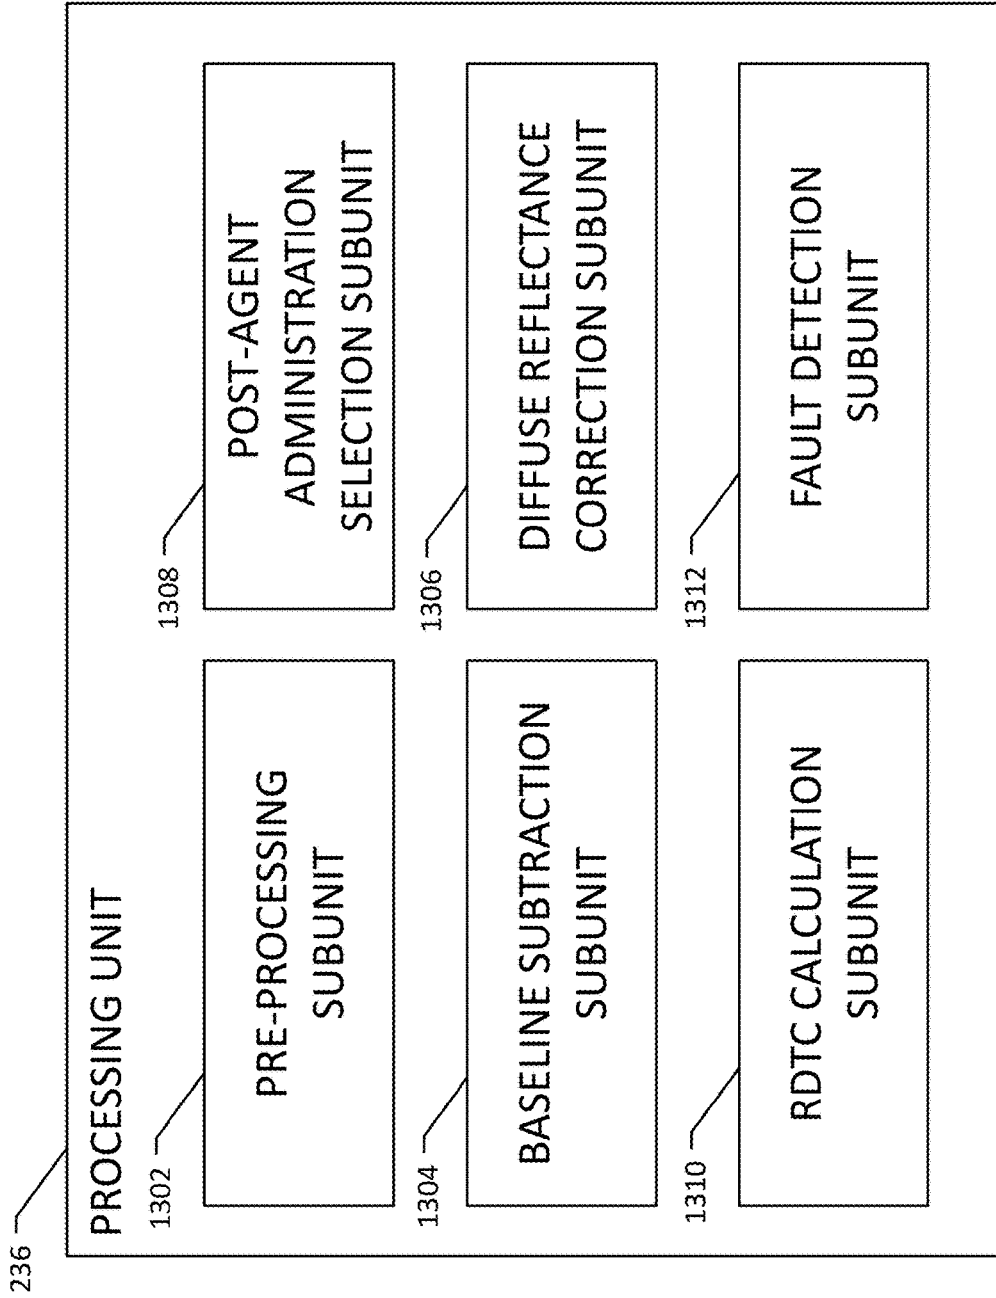 236
PROCESSING UNIT
1302
PRE-PROCESSING
SUBUNIT
1308
POST-AGENT
ADMINISTRATION
SELECTION SUBUNIT
1304
BASELINE SUBTRACTION
SUBUNIT
1306
DIFFUSE REFLECTANCE
CORRECTION SUBUNIT
1310
RDTC CALCULATION
SUBUNIT
1312
FAULT DETECTION
SUBUNIT